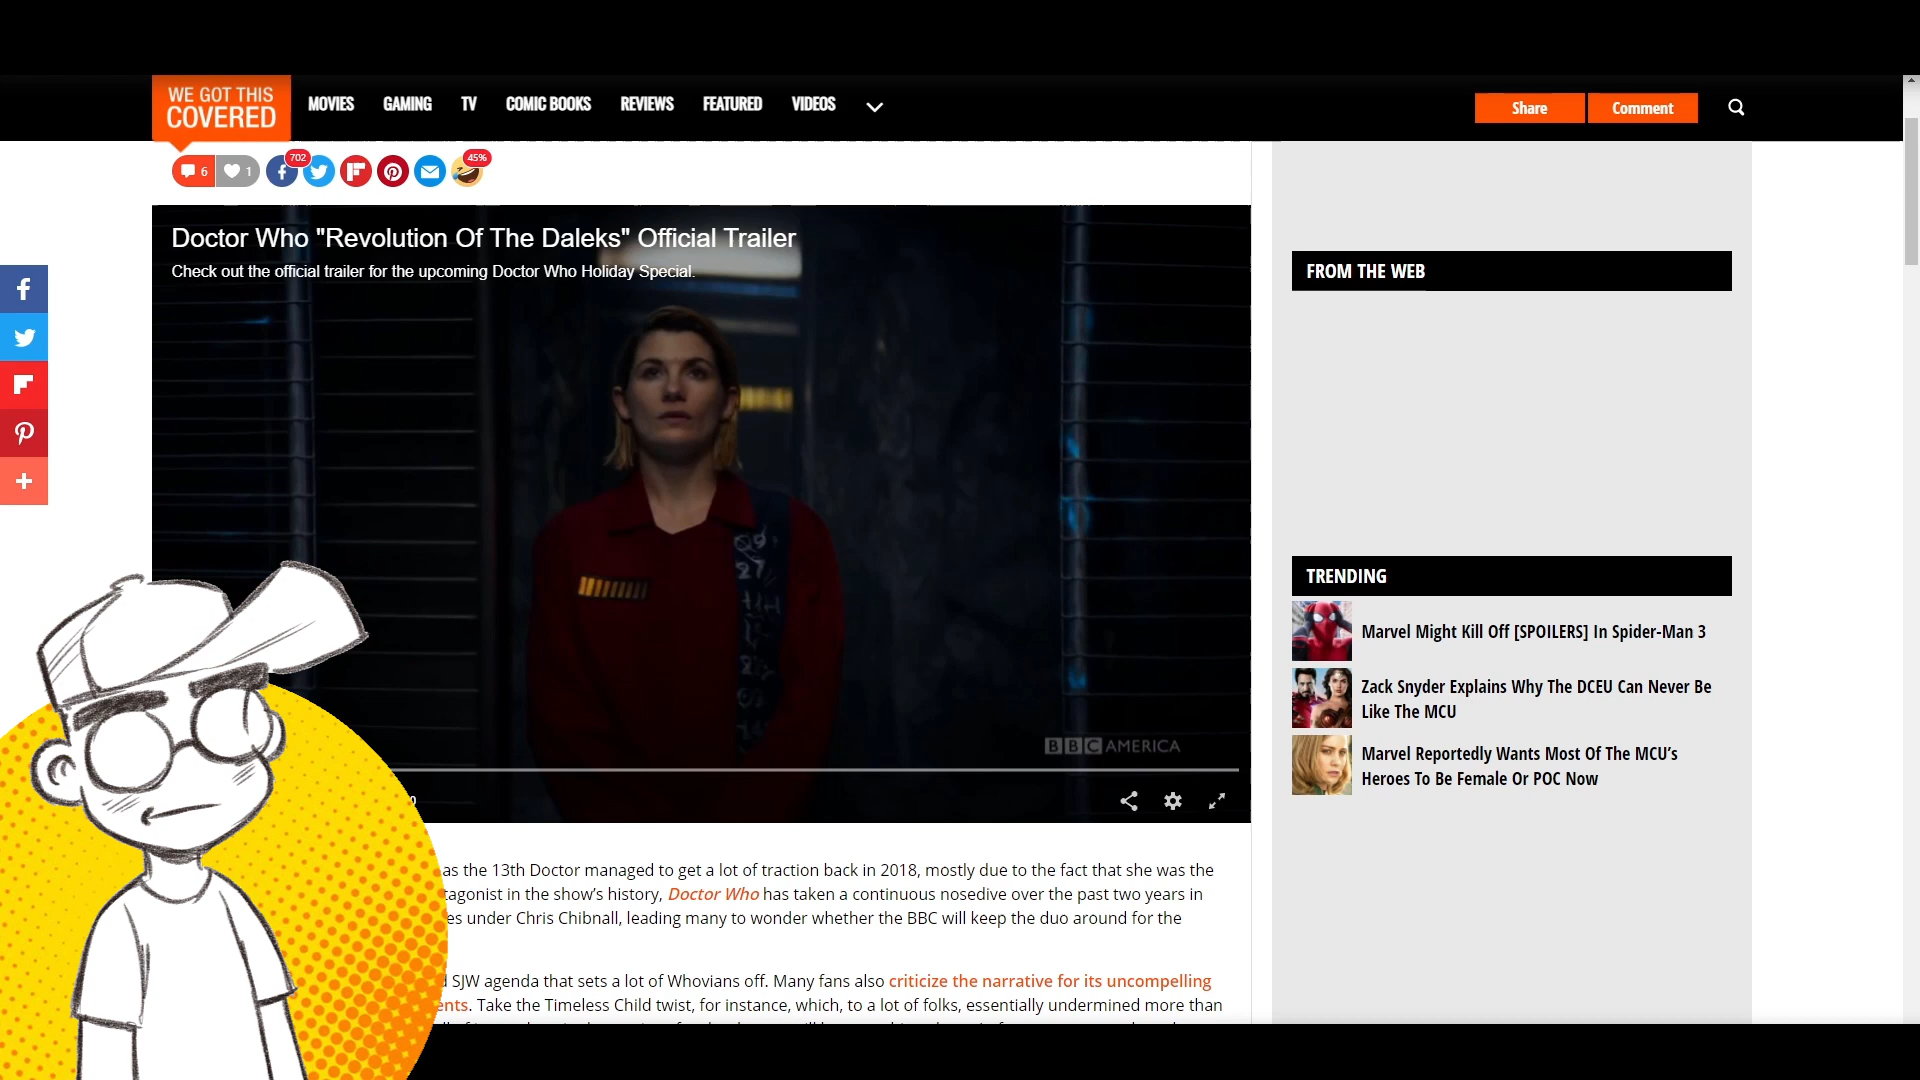 WE GOT THIS
COVERED
MOVIES GAMING TV COMIC BOOKS REVIEWS FEATURED VIDEOS
Share Comment
6 1 702 45%
Doctor Who "Revolution Of The Daleks" Official Trailer
Check out the official trailer for the upcoming Doctor Who Holiday Special.
FROM THE WEB
TRENDING
Marvel Might Kill Off [SPOILERS] In Spider-Man 3
Zack Snyder Explains Why The DCEU Can Never Be
Like The MCU
Marvel Reportedly Wants Most Of The MCU's
Heroes To Be Female Or POC Now
BBC AMERICA
as the 13th Doctor managed to get a lot of traction back in 2018, mostly due to the fact that she was the
tagonist in the show's history, Doctor Who has taken a continuous nosedive over the past two years in
es under Chris Chibnall, leading many to wonder whether the BBC will keep the duo around for the
SJW agenda that sets a lot of Whovians off. Many fans also criticize the narrative for its uncompelling
ents. Take the Timeless Child twist, for instance, which, to a lot of folks, essentially undermined more than